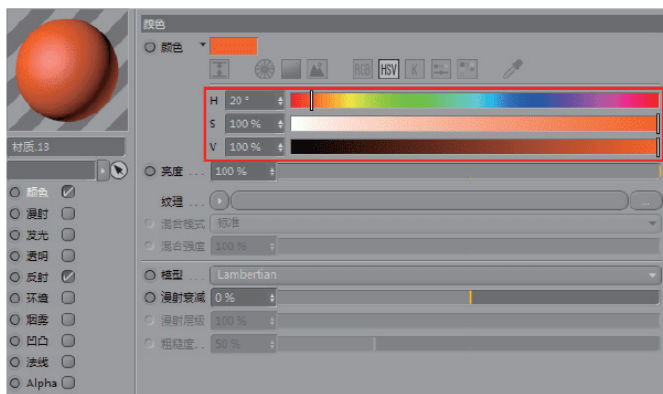 颜色
颜色
RGB HSV K
H 20 °
S 100 %
V 100 %
材质.13
亮度 . . . 100 %
颜色
纹理 . . . ...
漫射
混合模式 标准
发光
混合强度 100 %
透明
反射
模型 . . . Lambertian
环境
漫射衰减 0 %
烟雾
漫射层级 100 %
凹凸
粗糙度. . 50 %
法线
Alpha